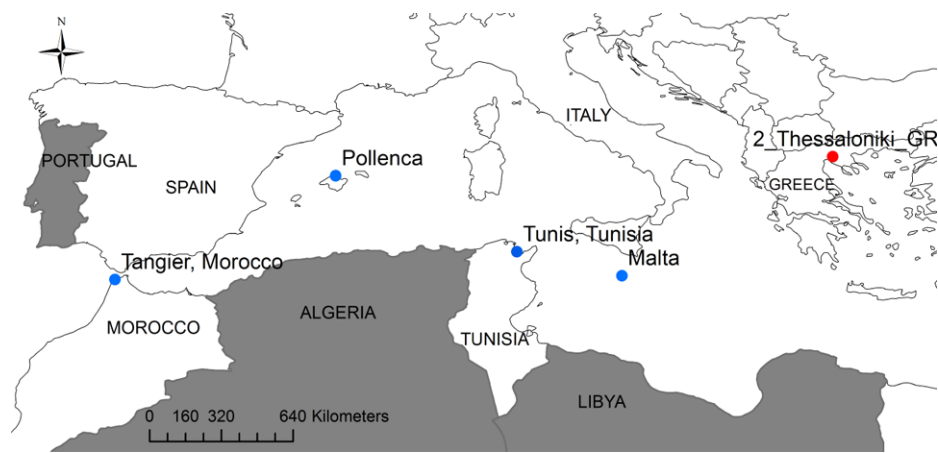 N
ITALY
2_Thessaloniki_GR
PORTUGAL
Pollenca
SPAIN
GREECE
Tunis, Tunisia
Tangier, Morocco
Malta
ALGERIA
MOROCCO
TUNISIA
LIBYA
0 160 320 640 Kilometers